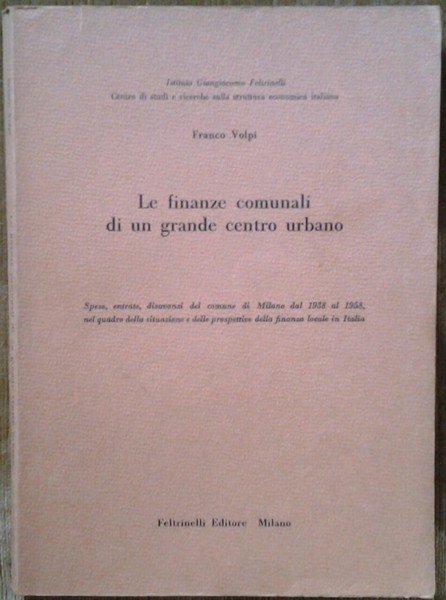 Istituto Giangiacomo Feltrinelli
Centro di studi e ricerche sulla struttura economica italiana
Franco Volpi
Le finanze comunali
di un grande centro urbano
Spese, entrate, disavanzi del comune di Milano dal 1938 al 1958,
nel quadro della situazione e delle prospettive della finanza locale in Italia
Feltrinelli Editore Milano